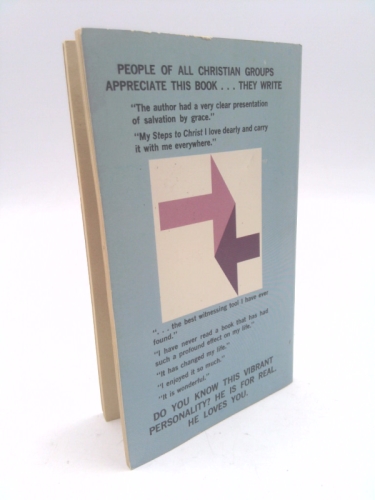 PEOPLE OF ALL CHRISTIAN GROUPS
APPRECIATE THIS BOOK . . . THEY WRITE
"The author had a very clear presentation
of salvation by grace."
"My Steps to Christ I love dearly and carry
it with me everywhere."
". . . the best witnessing tool I have ever
found."
"I have never read a book that has had
such a profound effect on my life."
"It has changed my life."
"I enjoyed it so much."
"It is wonderful."
DO YOU KNOW THIS VIBRANT
PERSONALITY? HE IS FOR REAL.
HE LOVES YOU.